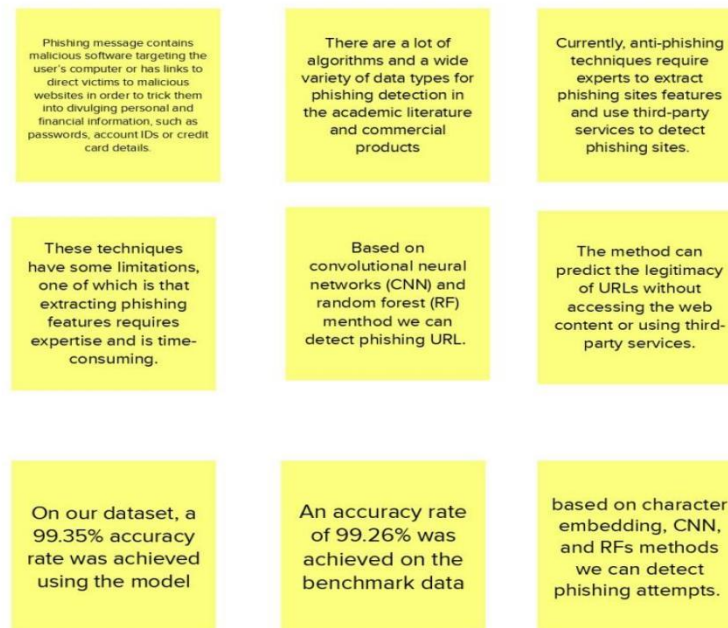 Phishing message contains
malicious software targeting the
user's computer or has links to
direct victims to malicious
websites in order to trick them
into divulging personal and
financial information, such as
passwords, account IDs or credit
card details.
There are a lot of
algorithms and a wide
variety of data types for
phishing detection in
the academic literature
and commercial
products
Currently, anti-phishing
techniques require
experts to extract
phishing sites features
and use third-party
services to detect
phishing sites.
These techniques
have some limitations,
one of which is that
extracting phishing
features requires
expertise and is time-
consuming.
Based on
convolutional neural
networks (CNN) and
random forest (RF)
menthod we can
detect phishing URL.
The method can
predict the legitimacy
of URLs without
accessing the web
content or using third-
party services.
On our dataset, a
99.35% accuracy
rate was achieved
using the model
An accuracy rate
of 99.26% was
achieved on the
benchmark data
based on character
embedding, CNN,
and RFs methods
we can detect
phishing attempts.